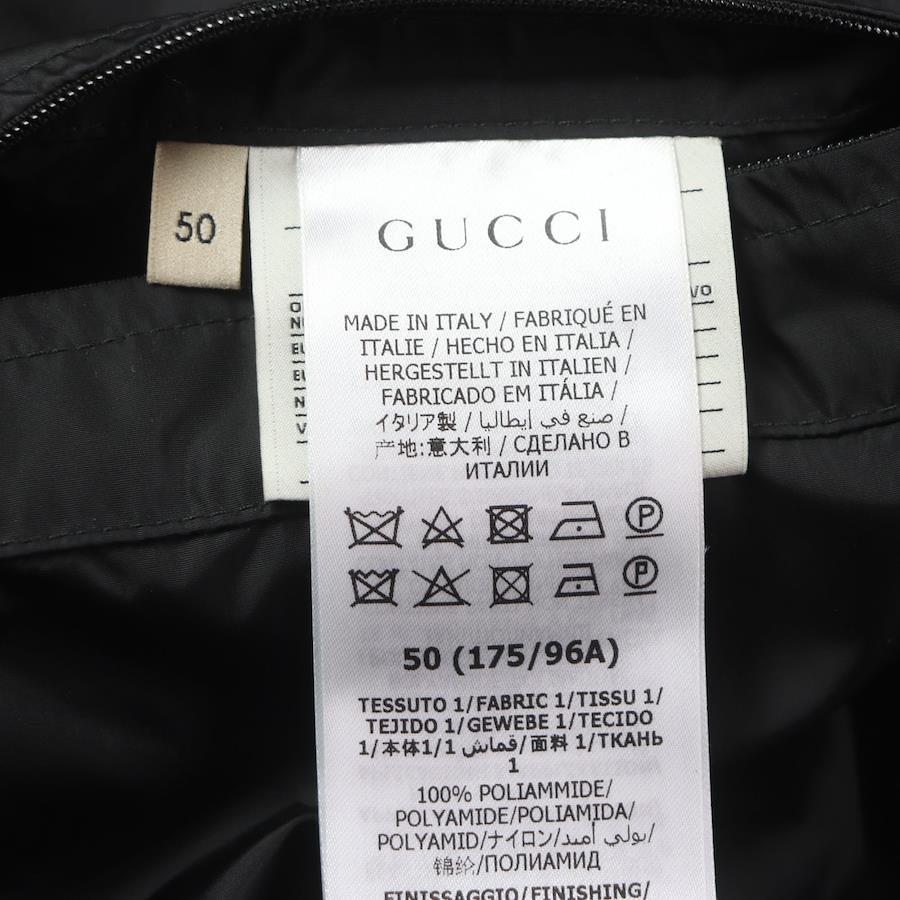 50
GUCCI
MADE IN ITALY / FABRIQUÉ EN
ITALIE / HECHO EN ITALIA /
HERGESTELLT IN ITALIEN /
FABRICADO EM ITÁLIA /
イタリア製 / صنع في إيطاليا /
产地:意大利 / СДЕЛАНО В
ИТАЛИИ
P
P
50 (175/96A)
TESSUTO 1/FABRIC 1/TISSU 1/
TEJIDO 1/GEWEBE 1/TECIDO
1/本体1/1 قماش/面料 1/ТКАНЬ
1
100% POLIAMMIDE/
POLYAMIDE/POLIAMIDA/
POLYAMID/ナイロン/بولي أميد/
锦纶/ПОЛИАМИД
FINISSAGGIO/FINISHING/